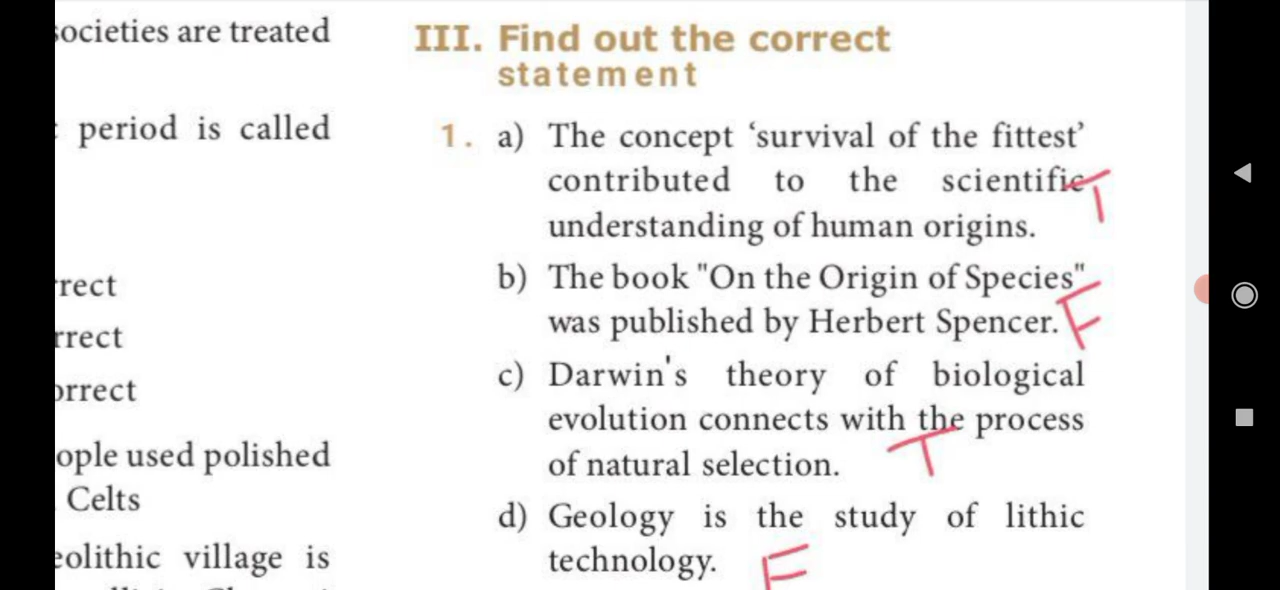 societies are treated
period is called
rrect
rrect
orrect
ople used polished
Celts
eolithic village is
III. Find out the correct
statement
1. a) The concept ‘survival of the fittest’
contributed to the scientific T
understanding of human origins.
b) The book "On the Origin of Species"
was published by Herbert Spencer. F
c) Darwin's theory of biological
evolution connects with the process
of natural selection. T
d) Geology is the study of lithic
technology. F